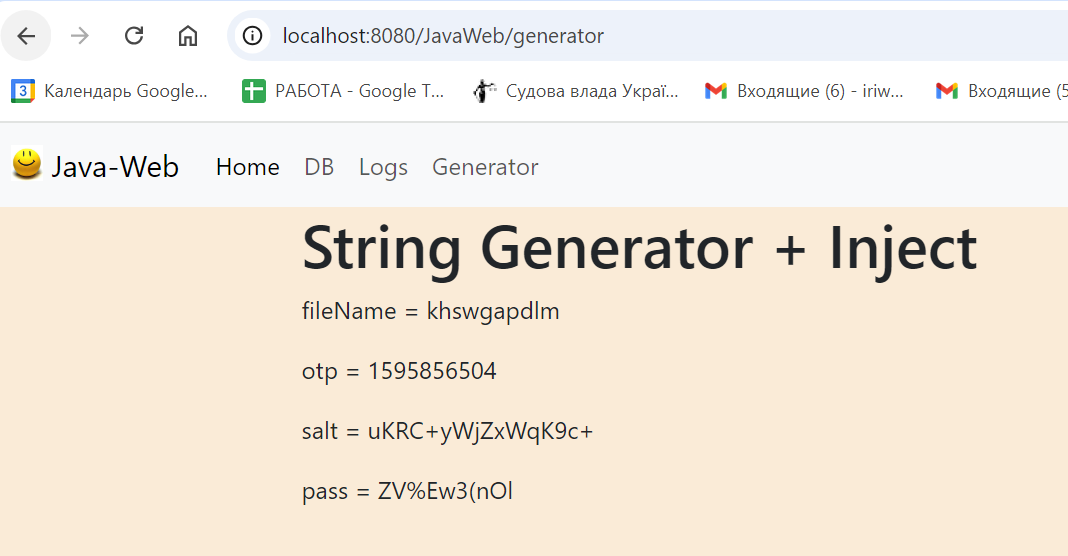 localhost:8080/JavaWeb/generator
Календарь Google... РАБОТА - Google Т... Судова влада Украї... Входящие (6) - iriw... Входящие (5
Java-Web Home DB Logs Generator
String Generator + Inject
fileName = khswgapdlm
otp = 1595856504
salt = uKRC+yWjZxWqK9c+
pass = ZV%Ew3(nOl